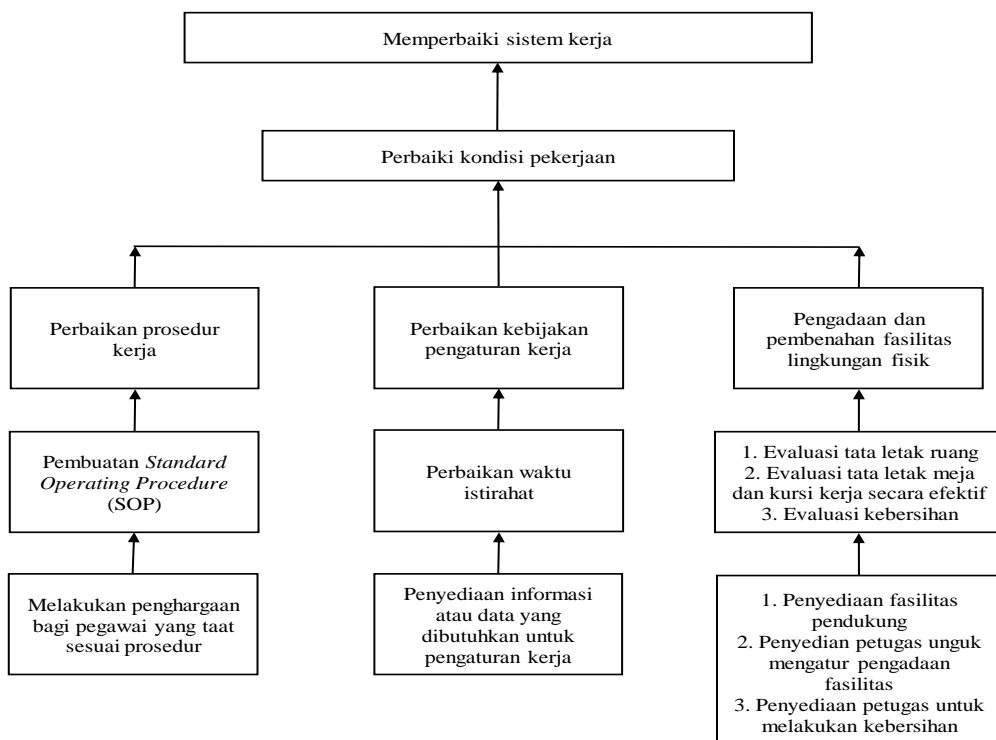 Memperbaiki sistem kerja
Perbaiki kondisi pekerjaan
Perbaikan prosedur
kerja
Perbaikan kebijakan
pengaturan kerja
Pengadaan dan
pembenahan fasilitas
lingkungan fisik
Pembuatan Standard
Operating Procedure
(SOP)
Perbaikan waktu
istirahat
1. Evaluasi tata letak ruang
2. Evaluasi tata letak meja
dan kursi kerja secara efektif
3. Evaluasi kebersihan
Melakukan penghargaan
bagi pegawai yang taat
sesuai prosedur
Penyediaan informasi
atau data yang
dibutuhkan untuk
pengaturan kerja
1. Penyediaan fasilitas
pendukung
2. Penyedian petugas unguk
mengatur pengadaan
fasilitas
3. Penyediaan petugas untuk
melakukan kebersihan